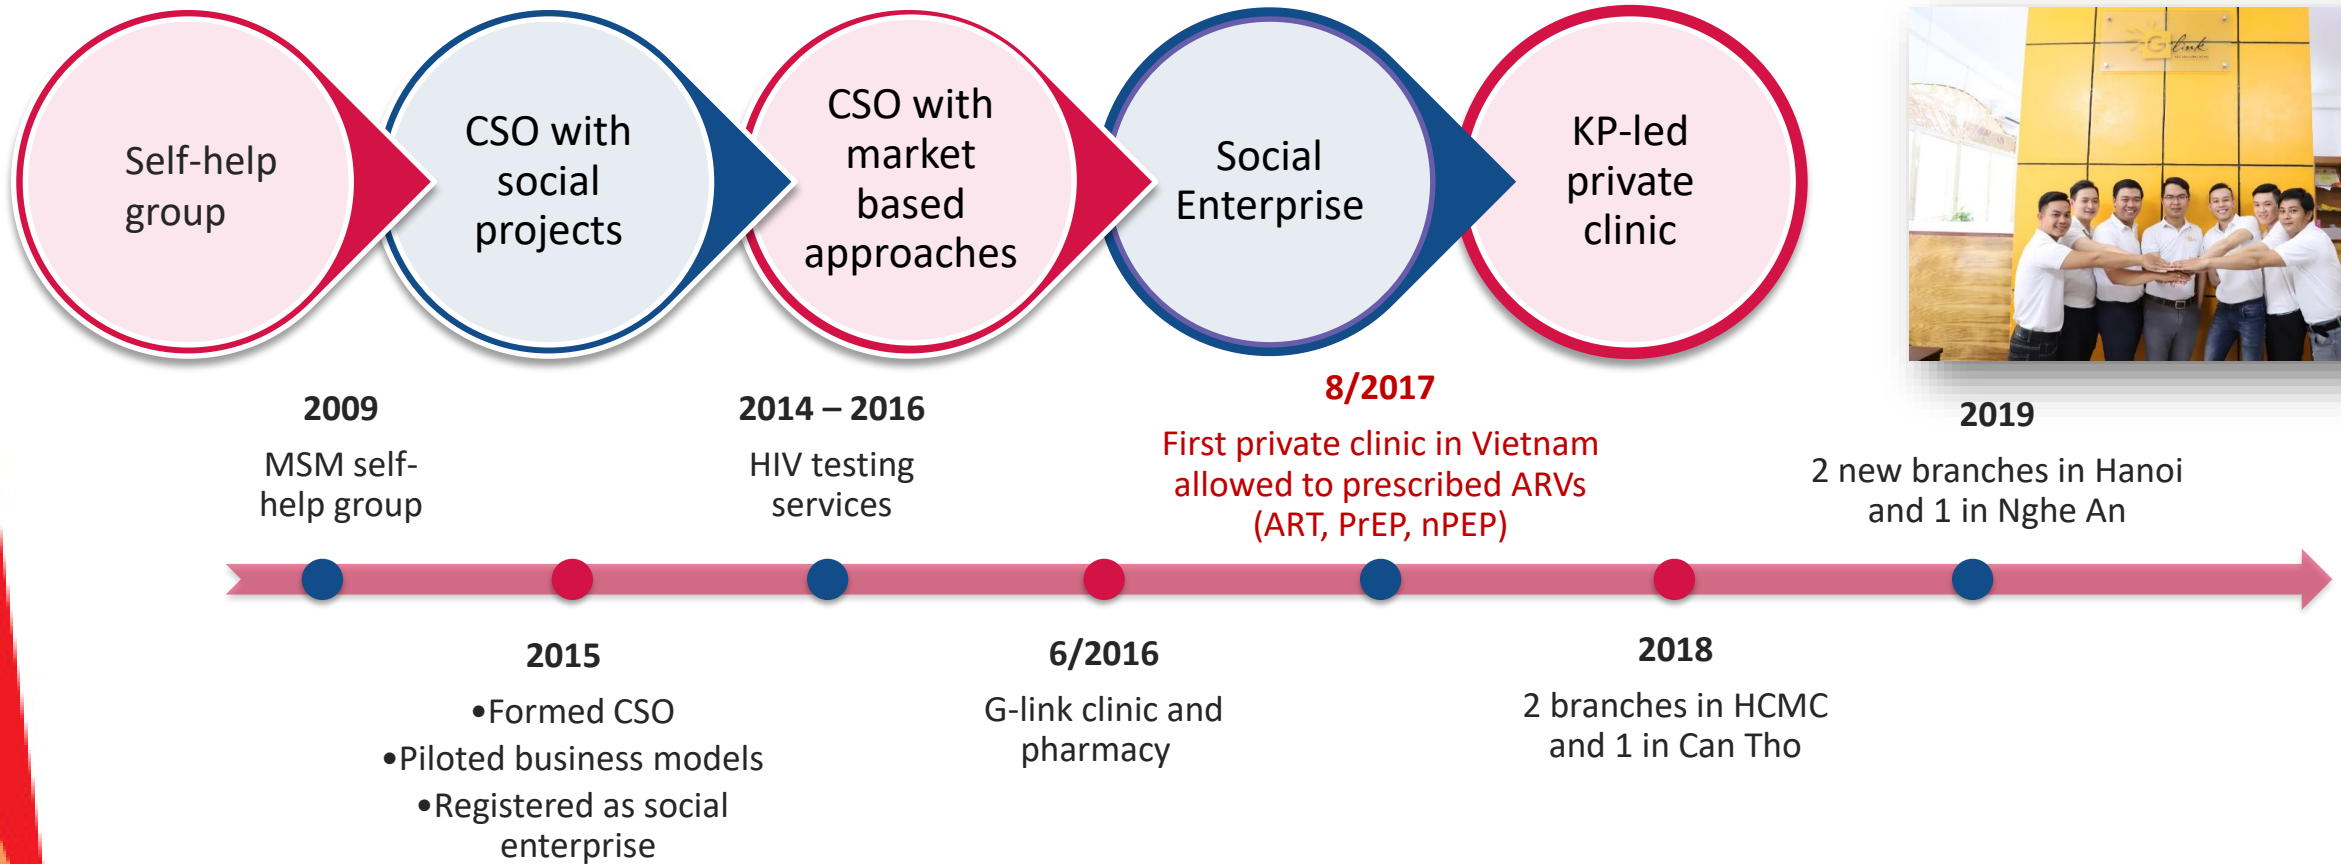 Self-help
group
CSO with
social
projects
CSO with
market
based
approaches
Social
Enterprise
KP-led
private
clinic
G link
2009
MSM self-
help group
2014 – 2016
HIV testing
services
8/2017
First private clinic in Vietnam
allowed to prescribed ARVs
(ART, PrEP, nPEP)
2019
2 new branches in Hanoi
and 1 in Nghe An
2015
•Formed CSO
•Piloted business models
•Registered as social
enterprise
6/2016
G-link clinic and
pharmacy
2018
2 branches in HCMC
and 1 in Can Tho